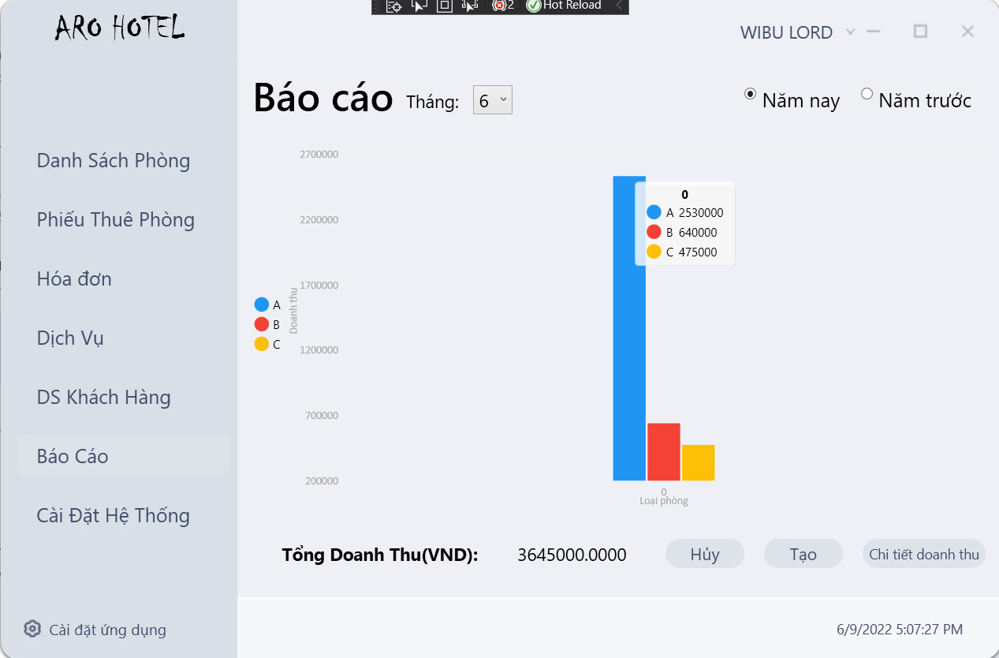 2
Hot Reload
ARO HOTEL
WIBU LORD
Báo cáo
Tháng:
6
Năm nay
Năm trước
Danh Sách Phòng
Phiếu Thuê Phòng
Hóa đơn
Dịch Vụ
DS Khách Hàng
Báo Cáo
Cài Đặt Hệ Thống
Cài đặt ứng dụng
A
B
C
Doanh thu
2700000
2200000
1700000
1200000
700000
200000
0
A 2530000
B 640000
C 475000
0
Loại phòng
Tổng Doanh Thu(VND):
3645000.0000
Hủy
Tạo
Chi tiết doanh thu
6/9/2022 5:07:27 PM